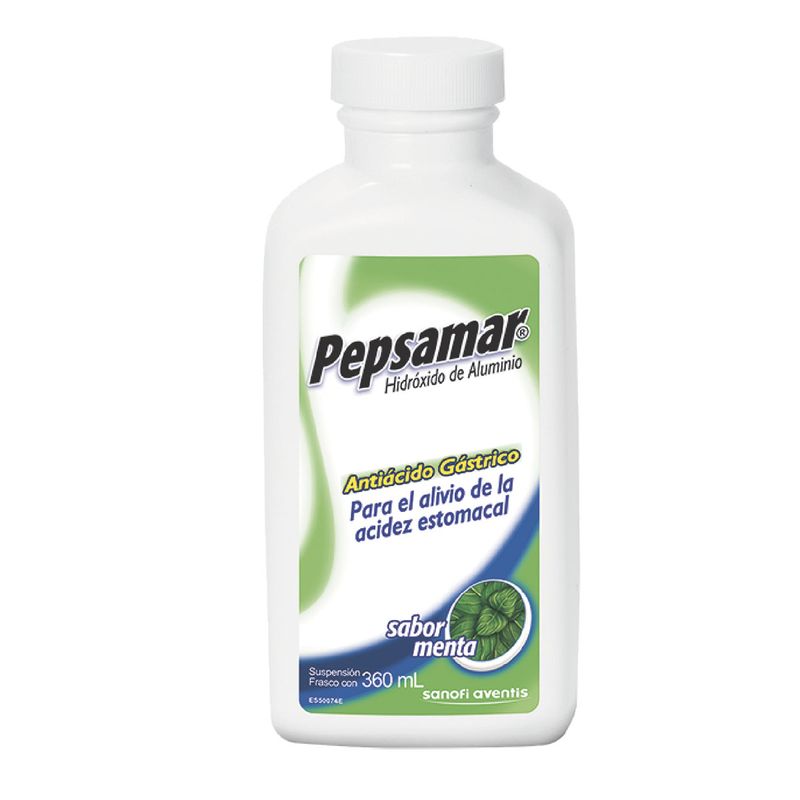 Pepsamar®
Hidróxido de Aluminio
Antiácido Gástrico
Para el alivio de la
acidez estomacal
sabor
menta
Suspensión
Frasco con 360 mL
sanofi aventis
ES50074E